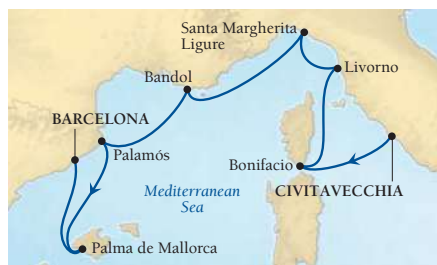 Santa Margherita
Ligure
Livorno
Bandol
BARCELONA
Palamós
Bonifacio
CIVITAVECCHIA
Mediterranean
Sea
Palma de Mallorca